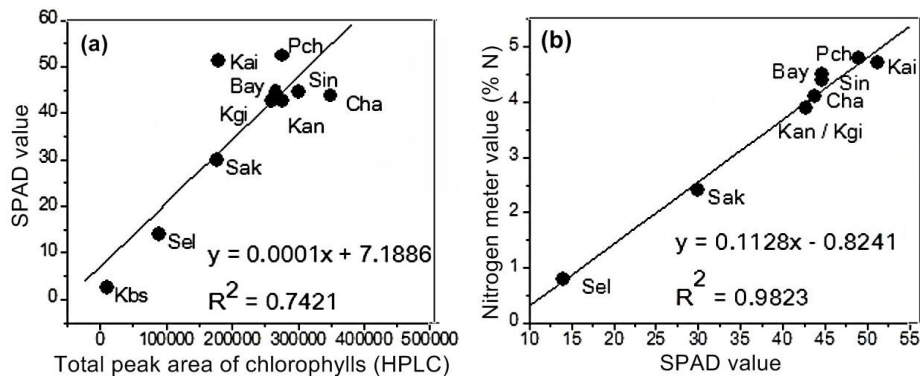 (a)
SPAD value
60
50
40
30
20
10
0
Kai
Pch
Bay
Sin
Kgi
Kan
Cha
Sak
Sel
Kbs
y = 0.0001x + 7.1886
R2 = 0.7421
0 100000 200000 300000 400000 500000
Total peak area of chlorophylls (HPLC)
(b)
Nitrogen meter value (% N)
5
4
3
2
1
0
Pch
Kai
Bay
Sin
Cha
Kan / Kgi
Sak
Sel
y = 0.1128x - 0.8241
R2 = 0.9823
10 15 20 25 30 35 40 45 50 55
SPAD value